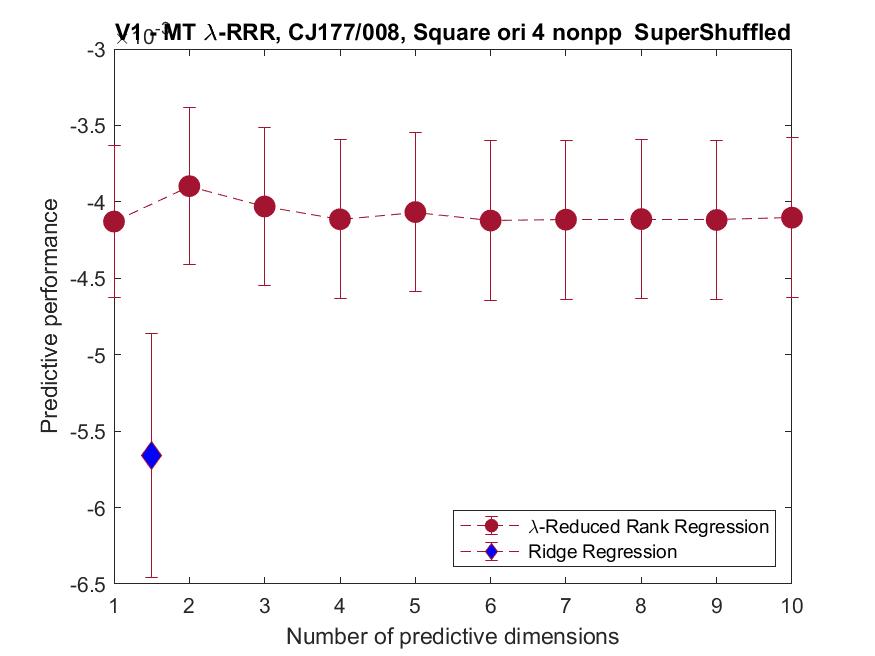 V1 - MT λ-RRR, CJ177/008, Square ori 4 nonpp SuperShuffled
×10⁻³
-3
-3.5
-4
-4.5
-5
-5.5
-6
-6.5
Predictive performance
λ-Reduced Rank Regression
Ridge Regression
1 2 3 4 5 6 7 8 9 10
Number of predictive dimensions